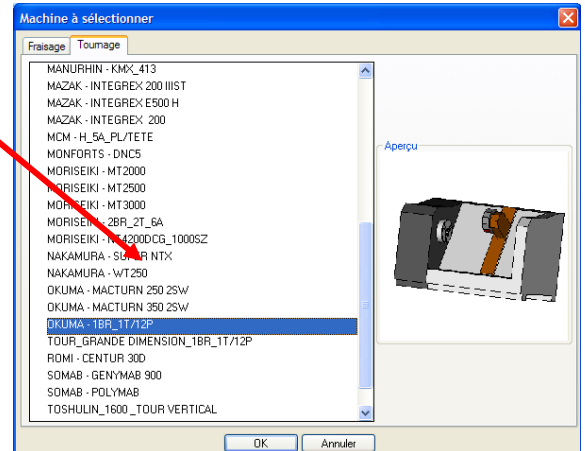 Machine à sélectionner
Fraisage Tournage
MANURHIN - KMX_413
MAZAK - INTEGREX 200 IIIST
MAZAK - INTEGREX E500 H
MAZAK - INTEGREX 200
MCM - H_5A_PL/TETE
MONFORTS - DNC5
MORISEIKI - MT2000
MORISEIKI - MT2500
MORISEIKI - MT3000
MORISEIKI - 2BR_2T_6A
MORISEIKI - NT4200DCG_1000SZ
NAKAMURA - SUPER NTX
NAKAMURA - WT250
OKUMA - MACTURN 250 2SW
OKUMA - MACTURN 350 2SW
OKUMA - 1BR_1T/12P
TOUR_GRANDE DIMENSION_1BR_1T/12P
ROMI - CENTUR 30D
SOMAB - GENYMAB 900
SOMAB - POLYMAB
TOSHULIN_1600 _TOUR VERTICAL
Aperçu
OK Annuler